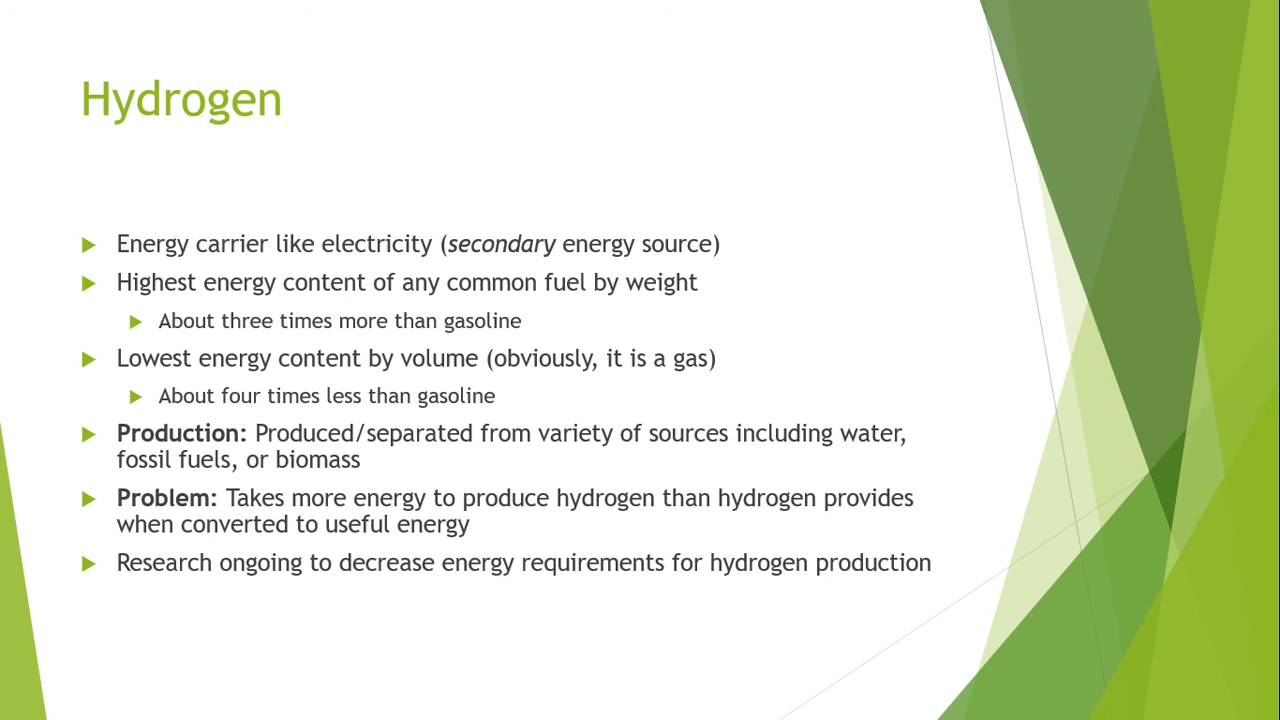 Hydrogen
Energy carrier like electricity (secondary energy source)
Highest energy content of any common fuel by weight
About three times more than gasoline
Lowest energy content by volume (obviously, it is a gas)
About four times less than gasoline
Production: Produced/separated from variety of sources including water,
fossil fuels, or biomass
Problem: Takes more energy to produce hydrogen than hydrogen provides
when converted to useful energy
Research ongoing to decrease energy requirements for hydrogen production